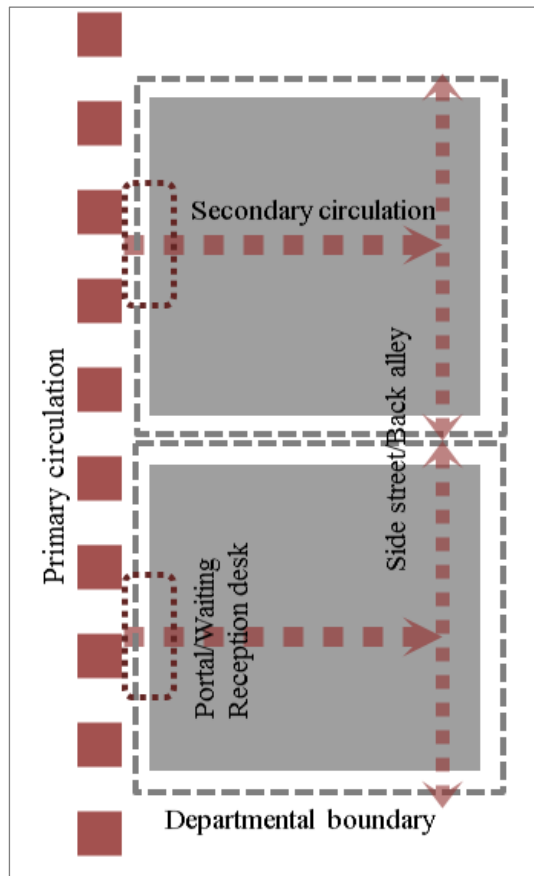 Secondary circulation
Primary circulation
Side street/Back alley
Portal/Waiting
Reception desk
Departmental boundary